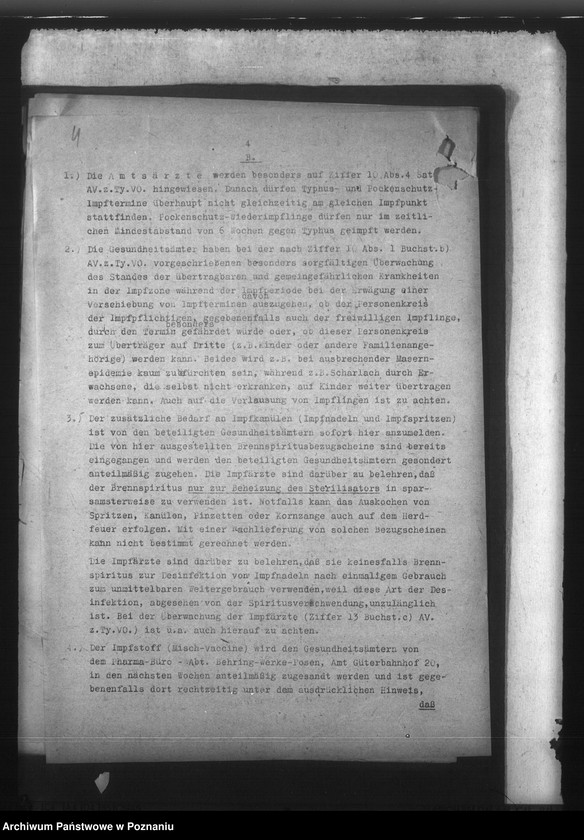 4
4
B.
1.) Die A m t s ä r z t e werden besonders auf Ziffer 10 Abs.4 Satz
AV.z.Ty.VO. hingewiesen. Danach dürfen Typhus- und Pockenschutz-
Impftermine überhaupt nicht gleichzeitig am gleichen Impfpunkt
stattfinden. Pockenschutz-Wiederimpflinge dürfen nur im zeitli-
chen Mindestabstand von 6 Wochen gegen Typhus geimpft werden.
2.) Die Gesundheitsämter haben bei der nach Ziffer 10 Abs. 1 Buchst.b)
AV.z.Ty.VO. vorgeschriebenen besonders sorgfältigen Überwachung
des Standes der übertragbaren und gemeingefährlichen Krankheiten
in der Impfzone während der Impfperiode bei der Erwägung einer
davon
Verschiebung von Impfterminen auszugehen, ob der Personenkreis
der Impfpflichtigen, gegebenenfalls auch der freiwilligen Impflinge,
besonders
durch den Termin gefährdet würde oder, ob dieser Personenkreis
zum Überträger auf Dritte (z.B.Kinder oder andere Familienange-
hörige) werden kann. Beides wird z.B. bei ausbrechender Masern-
epidemie kaum zu befürchten sein, während z.B.Scharlach durch Er-
wachsene, die selbst nicht erkranken, auf Kinder weiter übertragen
werden kann. Auch auf die Verlausung von Impflingen ist zu achten.
3.) Der zusätzliche Bedarf an Impfkanülen (Impfnadeln und Impfspritzen)
ist von den beteiligten Gesundheitsämtern sofort hier anzumelden.
Die von hier ausgestellten Brennspiritusbezugscheine sind bereits
eingegangen und werden den beteiligten Gesundheitsämtern gesondert
anteilmäßig zugehen. Die Impfärzte sind darüber zu belehren,daß
der Brennspiritus nur zur Beheizung des Sterilisators in spar-
samsterweise zu verwenden ist. Notfalls kann das Auskochen von
Spritzen, Kanülen, Pinzetten oder Kornzange auch auf dem Herd-
feuer erfolgen. Mit einer Nachlieferung von solchen Bezugscheinen
kann nicht bestimmt gerechnet werden.
Die Impfärzte sind darüber zu belehren,daß sie keinesfalls Brenn-
spiritus zur Desinfektion von Impfnadeln nach einmaligem Gebrauch
zum unmittelbaren Weitergebrauch verwenden,weil diese Art der Des-
infektion, abgesehen von der Spiritusverschwendung,unzulänglich
ist. Bei der Überwachung der Impfärzte (Ziffer 13 Buchst.c) AV.
z.Ty.VO.) ist u.a. auch hierauf zu achten.
4.) Der Impfstoff (Misch-Vaccine) wird den Gesundheitsämtern von
dem Pharma-Büro - Abt. Behring-Werke-Posen, Amt Güterbahnhof 20,
in den nächsten Wochen anteilmäßig zugesandt werden und ist gege-
benenfalls dort rechtzeitig unter dem ausdrücklichen Hinweis,
daß
Archiwum Państwowe w Poznaniu